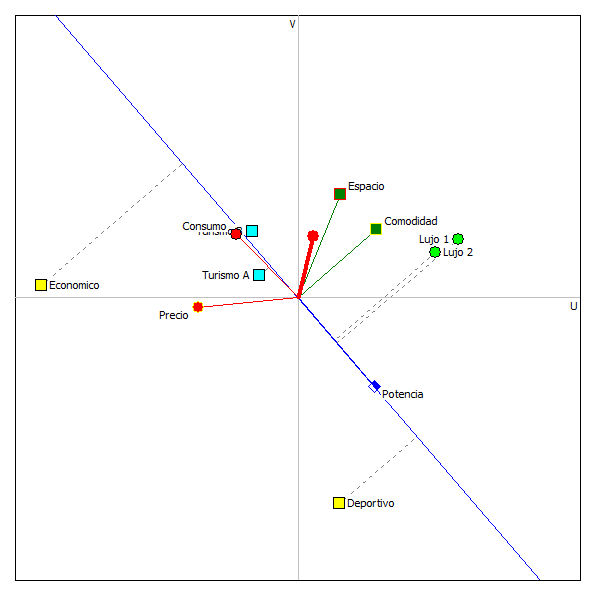 V
Espacio
Comodidad
Consumo
Lujo 1
Lujo 2
Turismo A
Economico
U
Precio
Potencia
Deportivo